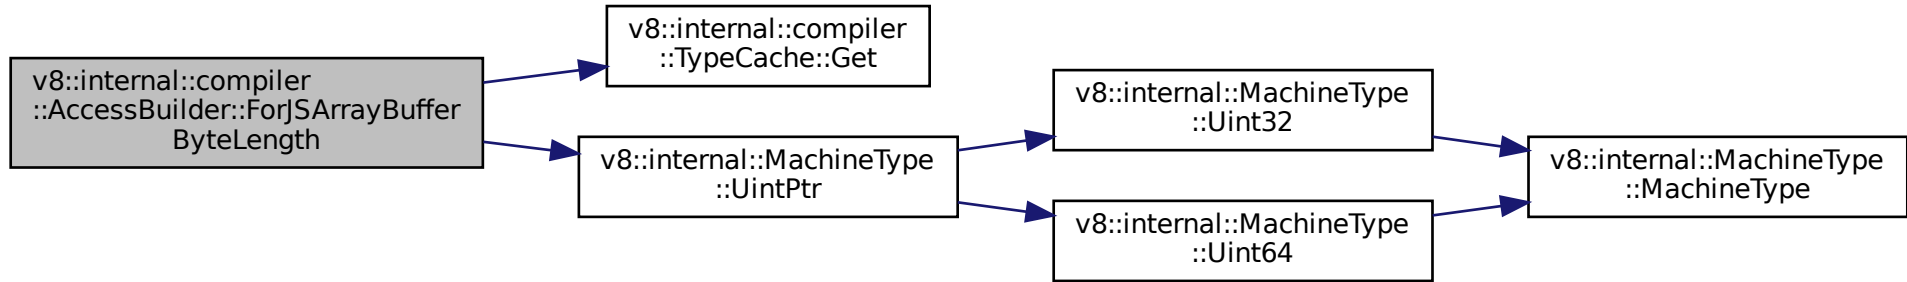 v8::internal::compiler
::AccessBuilder::ForJSArrayBuffer
ByteLength
v8::internal::compiler
::TypeCache::Get
v8::internal::MachineType
::UintPtr
v8::internal::MachineType
::Uint32
v8::internal::MachineType
::Uint64
v8::internal::MachineType
::MachineType